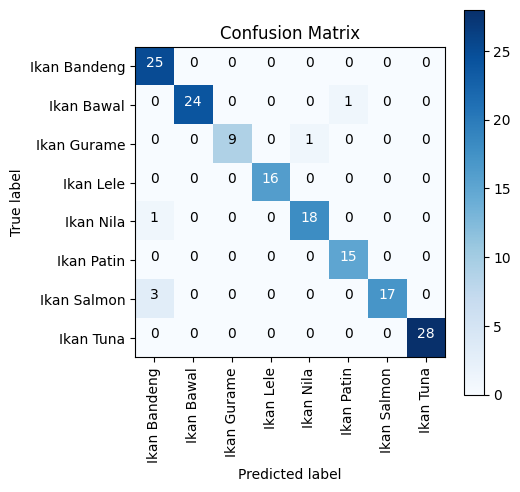 Confusion Matrix
True label
Ikan Bandeng 25 0 0 0 0 0 0 0
Ikan Bawal 0 24 0 0 0 1 0 0
Ikan Gurame 0 0 9 0 1 0 0 0
Ikan Lele 0 0 0 16 0 0 0 0
Ikan Nila 1 0 0 0 18 0 0 0
Ikan Patin 0 0 0 0 0 15 0 0
Ikan Salmon 3 0 0 0 0 0 17 0
Ikan Tuna 0 0 0 0 0 0 0 28
Ikan Bandeng
Ikan Bawal
Ikan Gurame
Ikan Lele
Ikan Nila
Ikan Patin
Ikan Salmon
Ikan Tuna
Predicted label
25
20
15
10
5
0